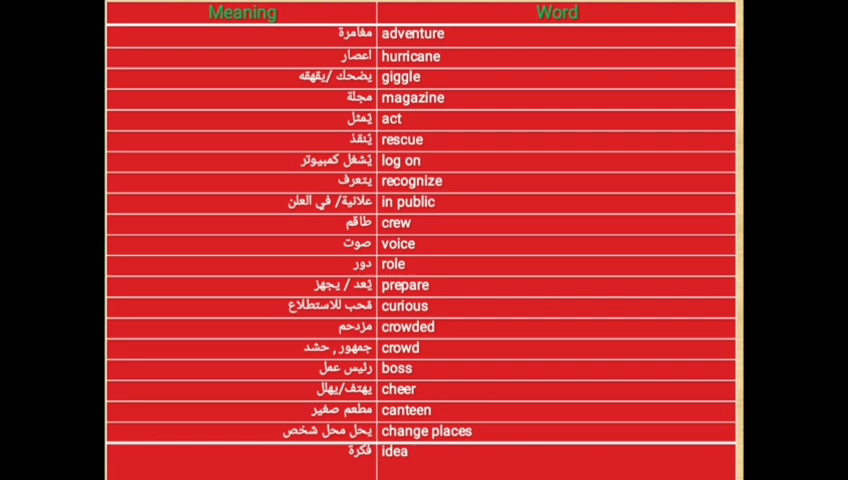 Meaning Word
مغامرة adventure
اعصار hurricane
يضحك /يقهقه giggle
مجلة magazine
يًمثل act
يًنقذ rescue
يًشغل كمبيوتر log on
يتعرف recognize
علانية/ في العلن in public
طاقم crew
صوت voice
دور role
يًعد / يجهز prepare
مًحب للاستطلاع curious
مزدحم crowded
جمهور , حشد crowd
رئيس عمل boss
يهتف/يهلل cheer
مطعم صغير canteen
يحل محل شخص change places
فكرة idea